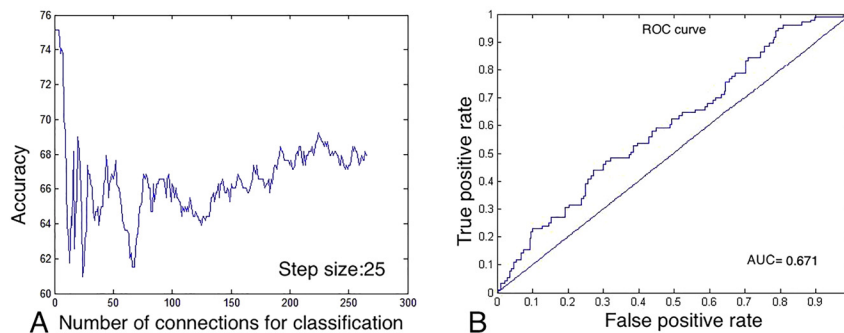 76
74
72
70
68
66
64
62
60
Accuracy
0 50 100 150 200 250 300
Step size:25
A Number of connections for classification
1
0.9
0.8
0.7
0.6
0.5
0.4
0.3
0.2
0.1
0
True positive rate
ROC curve
AUC= 0.671
0.1 0.2 0.3 0.4 0.5 0.6 0.7 0.8 0.9
B False positive rate